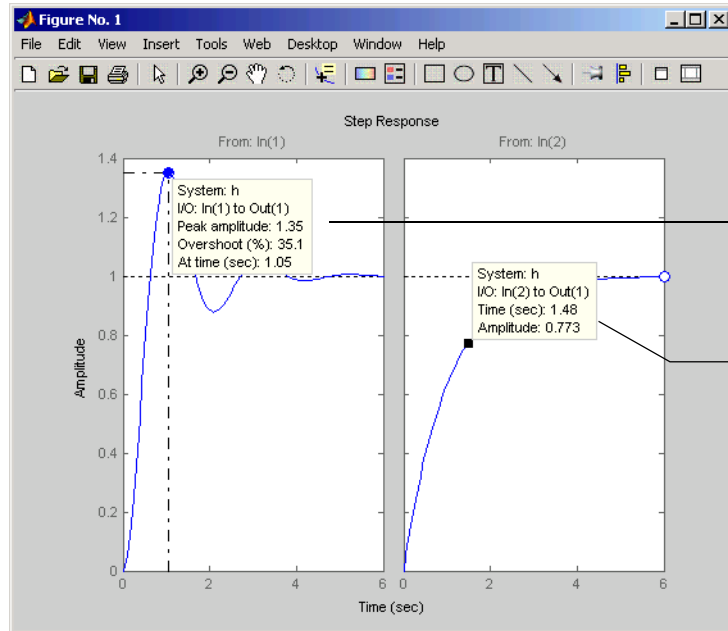 Figure No. 1
File Edit View Insert Tools Web Desktop Window Help
T
Step Response
From: In(1)
From: In(2)
1.4
1.2
1
0.8
0.6
0.4
0.2
0
Amplitude
System: h
I/O: In(1) to Out(1)
Peak amplitude: 1.35
Overshoot (%): 35.1
At time (sec): 1.05
System: h
I/O: In(2) to Out(1)
Time (sec): 1.48
Amplitude: 0.773
0 2 4 6
0 2 4 6
Time (sec)